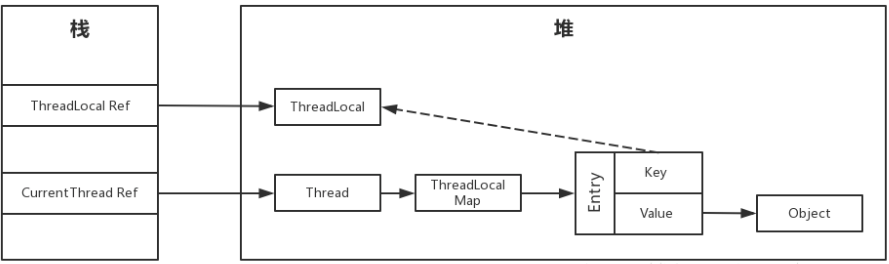 栈
堆
ThreadLocal Ref
ThreadLocal
CurrentThread Ref
Thread
ThreadLocal
Map
Entry
Key
Value
Object